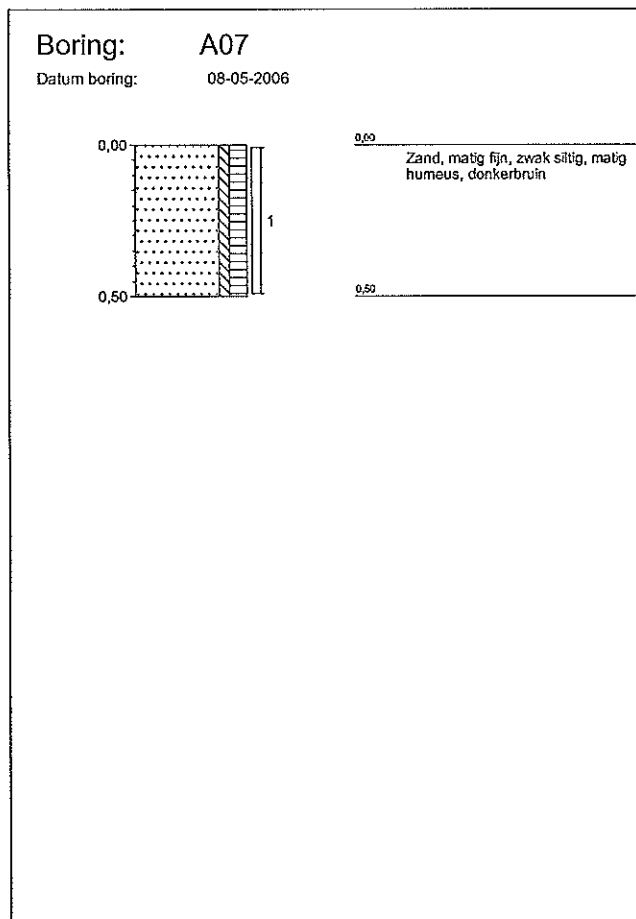 Boring: A07
Datum boring: 08-05-2006
0,00
0,00
Zand, matig fijn, zwak siltig, matig
humeus, donkerbruin
1
0,50
0,50